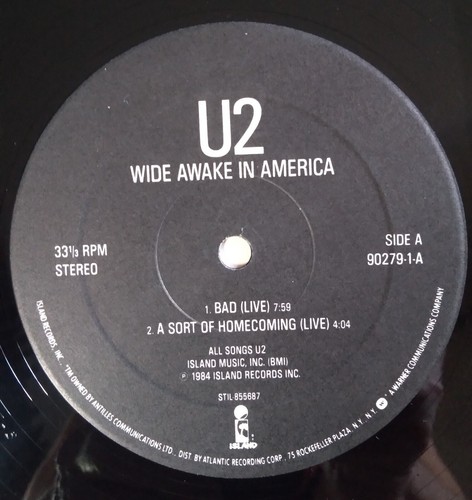 U2
WIDE AWAKE IN AMERICA
33 1/3 RPM
STEREO
SIDE A
90279-1-A
1. BAD (LIVE) 7:59
2. A SORT OF HOMECOMING (LIVE) 4:04
ALL SONGS U2
ISLAND MUSIC, INC. (BMI)
℗ 1984 ISLAND RECORDS INC.
STIL-855687
ISLAND
ISLAND RECORDS, INC. ™ OWNED BY ANTILLES COMMUNICATIONS LTD., DIST. BY ATLANTIC RECORDING CORP., 75 ROCKEFELLER PLAZA, N.Y., N.Y. A WARNER COMMUNICATIONS COMPANY